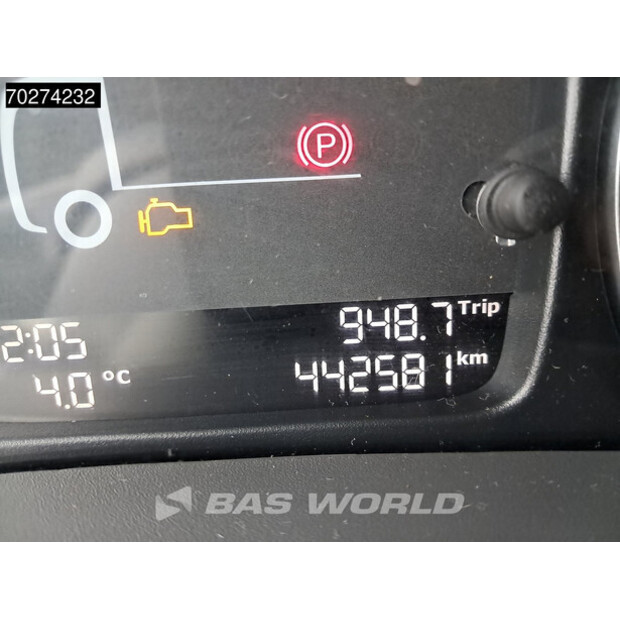 70274232
P
2:05 948.7 Trip
4.0 °C 442581 km
BAS WORLD